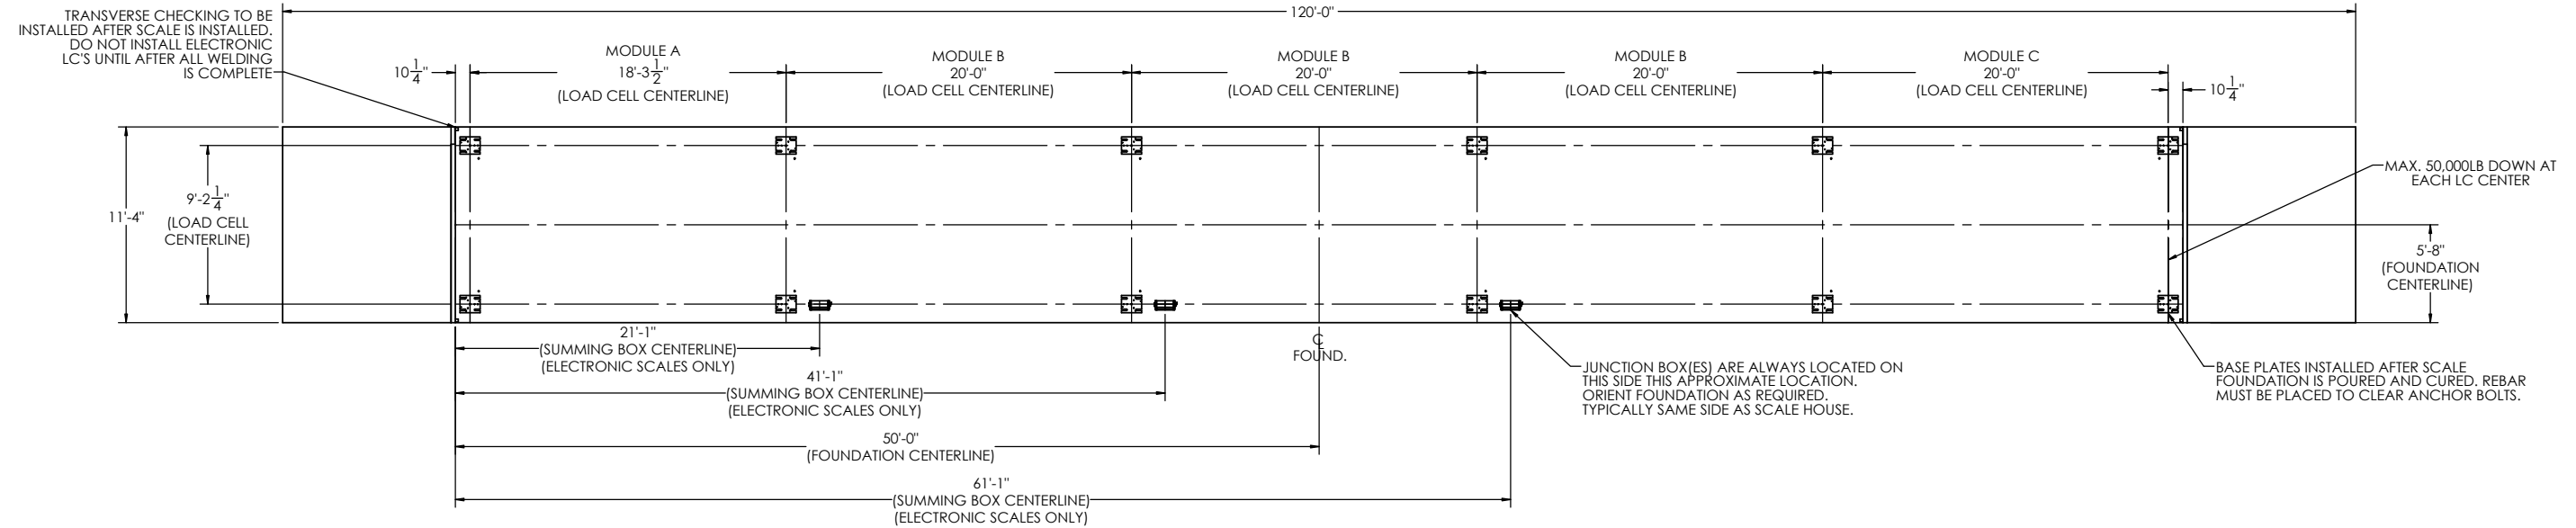 TRANSVERSE CHECKING TO BE
INSTALLED AFTER SCALE IS INSTALLED.
DO NOT INSTALL ELECTRONIC
LC'S UNTIL AFTER ALL WELDING
IS COMPLETE
120'-0"
10 1/4"
MODULE A
18'-3 1/2"
(LOAD CELL CENTERLINE)
MODULE B
20'-0"
(LOAD CELL CENTERLINE)
MODULE B
20'-0"
(LOAD CELL CENTERLINE)
MODULE B
20'-0"
(LOAD CELL CENTERLINE)
MODULE C
20'-0"
(LOAD CELL CENTERLINE)
10 1/4"
11'-4"
9'-2 1/4"
(LOAD CELL
CENTERLINE)
MAX. 50,000LB DOWN AT
EACH LC CENTER
5'-8"
(FOUNDATION
CENTERLINE)
21'-1"
(SUMMING BOX CENTERLINE)
(ELECTRONIC SCALES ONLY)
41'-1"
(SUMMING BOX CENTERLINE)
(ELECTRONIC SCALES ONLY)
℄
FOUND.
50'-0"
(FOUNDATION CENTERLINE)
61'-1"
(SUMMING BOX CENTERLINE)
(ELECTRONIC SCALES ONLY)
JUNCTION BOX(ES) ARE ALWAYS LOCATED ON
THIS SIDE THIS APPROXIMATE LOCATION.
ORIENT FOUNDATION AS REQUIRED.
TYPICALLY SAME SIDE AS SCALE HOUSE.
BASE PLATES INSTALLED AFTER SCALE
FOUNDATION IS POURED AND CURED. REBAR
MUST BE PLACED TO CLEAR ANCHOR BOLTS.